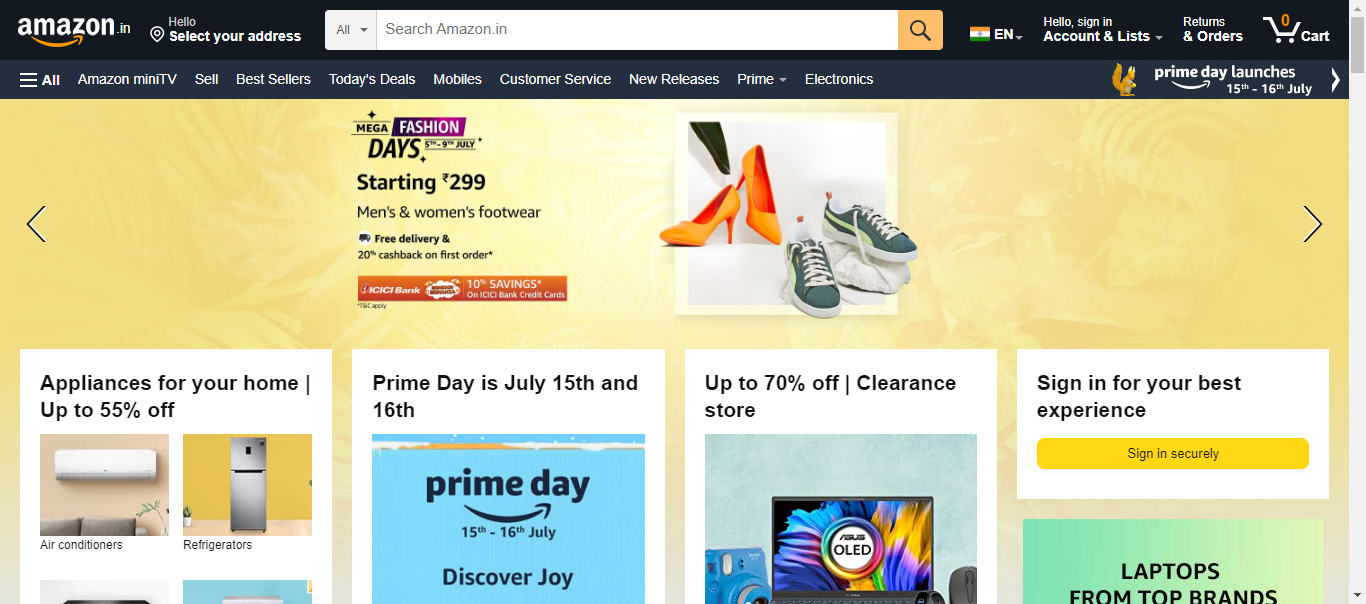 amazon.in
Hello
Select your address
All
Search Amazon.in
EN
Hello, sign in
Account & Lists
Returns
& Orders
0
Cart
All
Amazon miniTV
Sell
Best Sellers
Today's Deals
Mobiles
Customer Service
New Releases
Prime
Electronics
prime day launches
15th - 16th July
MEGA FASHION
DAYS 5TH-9TH JULY
Starting ₹299
Men's & women's footwear
Free delivery &
20% cashback on first order*
ICICI Bank
10% SAVINGS*
On ICICI Bank Credit Cards
*T&C apply
Appliances for your home |
Up to 55% off
Air conditioners
Refrigerators
Prime Day is July 15th and
16th
prime day
15th - 16th July
Discover Joy
Up to 70% off | Clearance
store
ASUS
OLED
Sign in for your best
experience
Sign in securely
LAPTOPS
FROM TOP BRANDS